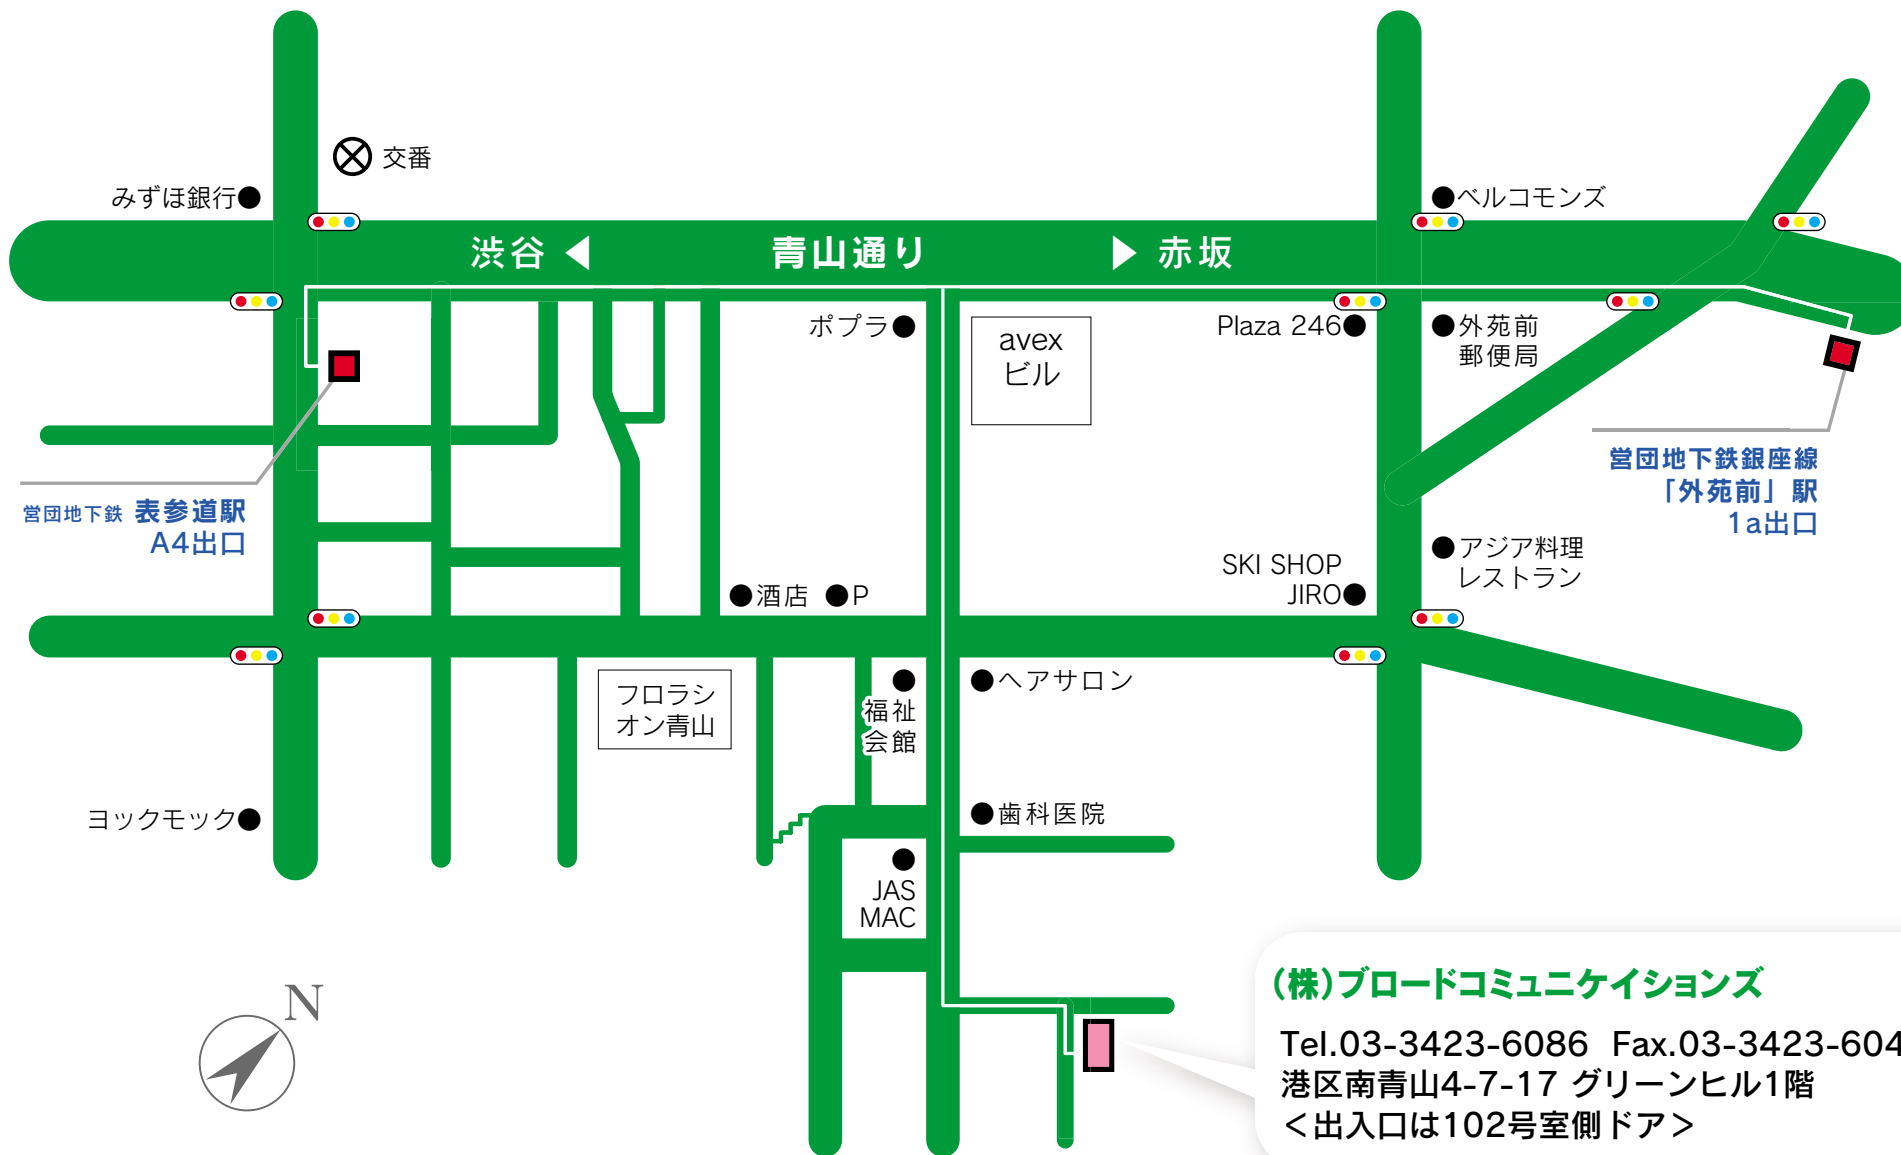 交番
みずほ銀行
ベルコモンズ
渋谷 ◀ 青山通り ▶ 赤坂
ポプラ
avex
ビル
Plaza 246
外苑前
郵便局
営団地下鉄 表参道駅
A4出口
営団地下鉄銀座線
「外苑前」駅
1a出口
SKI SHOP
JIRO
アジア料理
レストラン
酒店
P
フロラシ
オン青山
福祉
会館
ヘアサロン
ヨックモック
歯科医院
JAS
MAC
N
(株)ブロードコミュニケイションズ
Tel.03-3423-6086 Fax.03-3423-604
港区南青山4-7-17 グリーンヒル1階
＜出入口は102号室側ドア＞